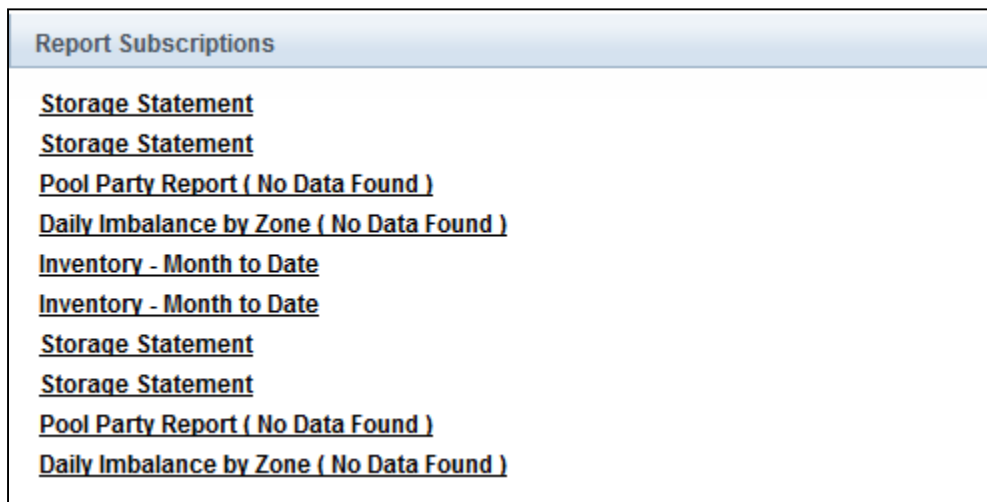 Report Subscriptions
Storage Statement
Storage Statement
Pool Party Report ( No Data Found )
Daily Imbalance by Zone ( No Data Found )
Inventory - Month to Date
Inventory - Month to Date
Storage Statement
Storage Statement
Pool Party Report ( No Data Found )
Daily Imbalance by Zone ( No Data Found )